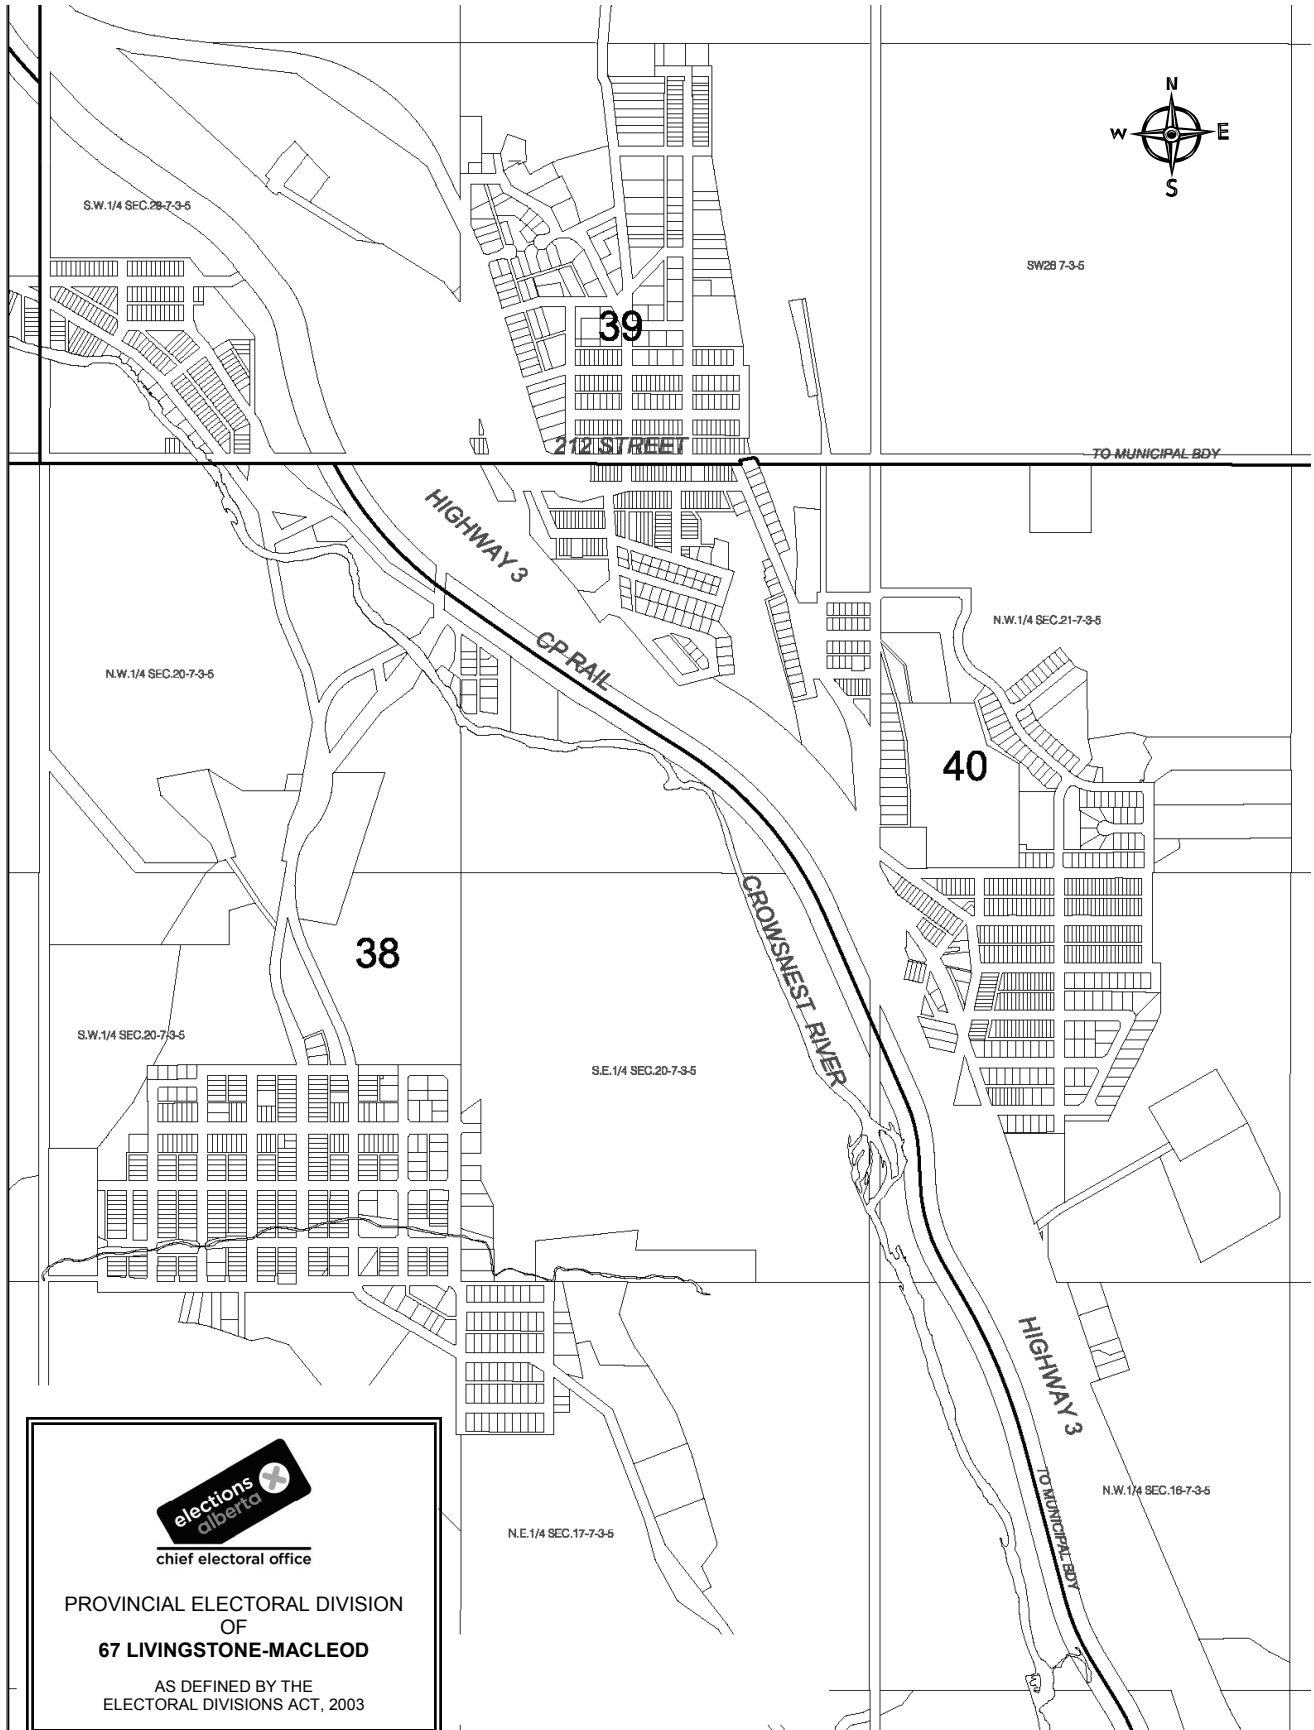 N
W E
S
S.W.1/4 SEC.29-7-3-5
SW28 7-3-5
39
212 STREET
TO MUNICIPAL BDY
HIGHWAY 3
N.W.1/4 SEC.21-7-3-5
CP RAIL
N.W.1/4 SEC.20-7-3-5
40
CROWSNEST RIVER
38
S.W.1/4 SEC.20-7-3-5
S.E.1/4 SEC.20-7-3-5
HIGHWAY 3
TO MUNICIPAL BDY
N.W.1/4 SEC.16-7-3-5
N.E.1/4 SEC.17-7-3-5
elections
alberta
chief electoral office
PROVINCIAL ELECTORAL DIVISION
OF
67 LIVINGSTONE-MACLEOD
AS DEFINED BY THE
ELECTORAL DIVISIONS ACT, 2003